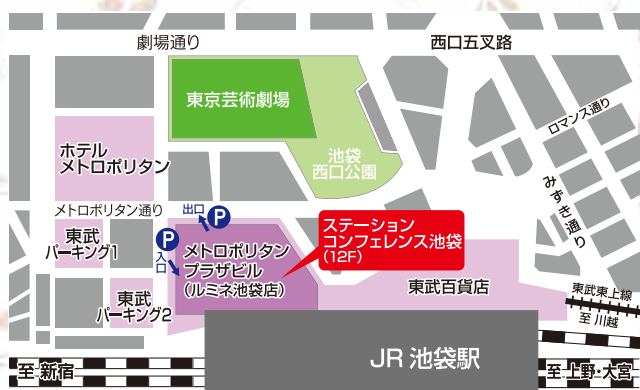 劇場通り
西口五叉路
東京芸術劇場
ロマンス通り
ホテル
メトロポリタン
池袋
西口公園
みずき通り
メトロポリタン通り
出口
P
P
入口
東武
パーキング1
メトロポリタン
プラザビル
(ルミネ池袋店)
ステーション
コンファレンス池袋
(12F)
東武
パーキング2
東武百貨店
東武東上線
至 川越
JR 池袋駅
至 新宿
至 上野・大宮